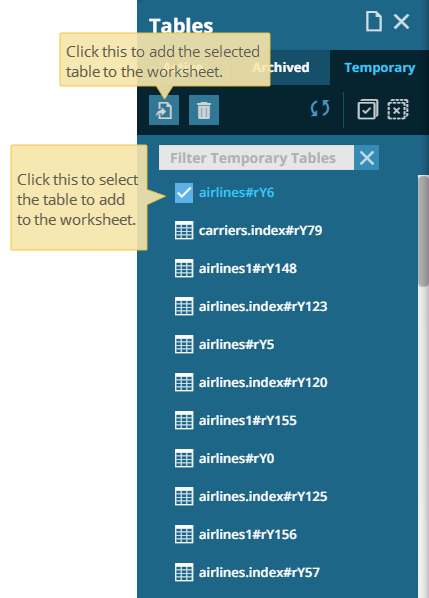 Tables
Click this to add the selected
table to the worksheet.
Archived
Temporary
Filter Temporary Tables
Click this to select
the table to add
to the worksheet.
airlines#rY6
carriers.index#rY79
airlines1#rY148
airlines.index#rY123
airlines#rY5
airlines.index#rY120
airlines1#rY155
airlines#rY0
airlines.index#rY125
airlines1#rY156
airlines.index#rY57